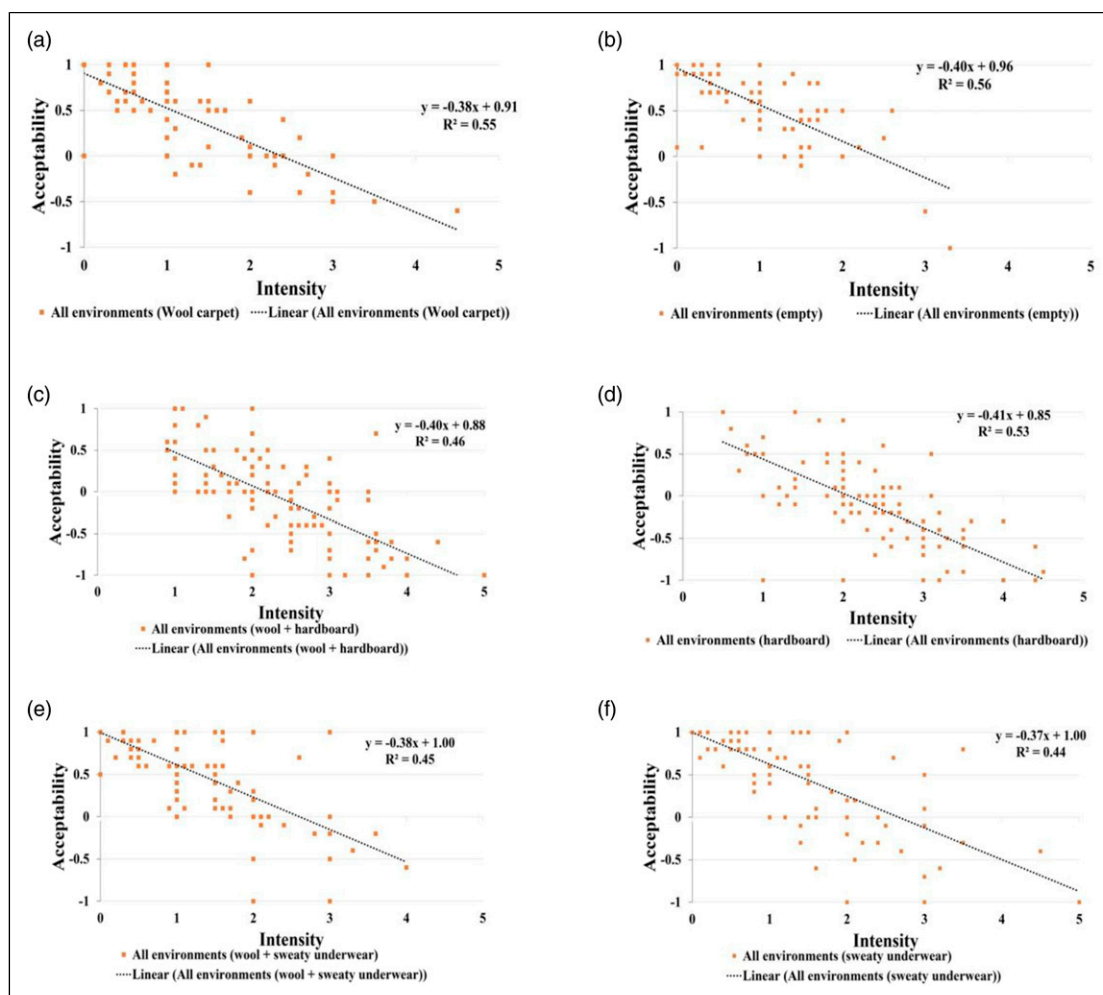 (a)
1
0.5
0
-0.5
-1
Acceptability
y = -0.38x + 0.91
R² = 0.55
0 1 2 3 4 5
Intensity
All environments (Wool carpet) Linear (All environments (Wool carpet))
(b)
1
0.5
0
-0.5
-1
Acceptability
y = -0.40x + 0.96
R² = 0.56
0 1 2 3 4 5
Intensity
All environments (empty) Linear (All environments (empty))
(c)
1
0.5
0
-0.5
-1
Acceptability
y = -0.40x + 0.88
R² = 0.46
0 1 2 3 4 5
Intensity
All environments (wool + hardboard)
Linear (All environments (wool + hardboard))
(d)
1
0.5
0
-0.5
-1
Acceptability
y = -0.41x + 0.85
R² = 0.53
0 1 2 3 4 5
Intensity
All environments (hardboard) Linear (All environments (hardboard))
(e)
1
0.5
0
-0.5
-1
Acceptability
y = -0.38x + 1.00
R² = 0.45
0 1 2 3 4 5
Intensity
All environments (wool + sweaty underwear)
Linear (All environments (wool + sweaty underwear))
(f)
1
0.5
0
-0.5
-1
Acceptability
y = -0.37x + 1.00
R² = 0.44
0 1 2 3 4 5
Intensity
All environments (sweaty underwear)
Linear (All environments (sweaty underwear))